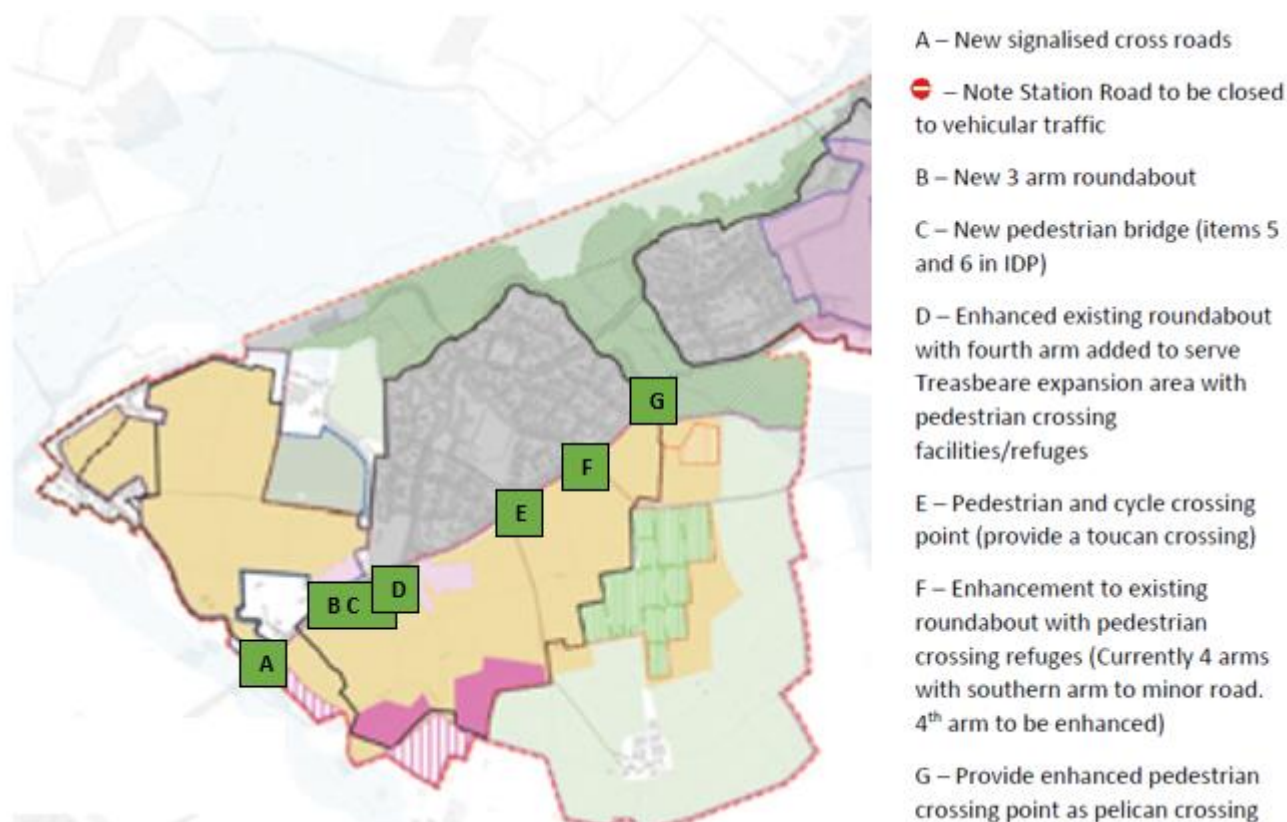 A – New signalised cross roads
– Note Station Road to be closed
to vehicular traffic
B – New 3 arm roundabout
C – New pedestrian bridge (items 5
and 6 in IDP)
D – Enhanced existing roundabout
with fourth arm added to serve
Treasbeare expansion area with
pedestrian crossing
facilities/refuges
E – Pedestrian and cycle crossing
point (provide a toucan crossing)
F – Enhancement to existing
roundabout with pedestrian
crossing refuges (Currently 4 arms
with southern arm to minor road.
4th arm to be enhanced)
G – Provide enhanced pedestrian
crossing point as pelican crossing
G
F
E
D
B C
A